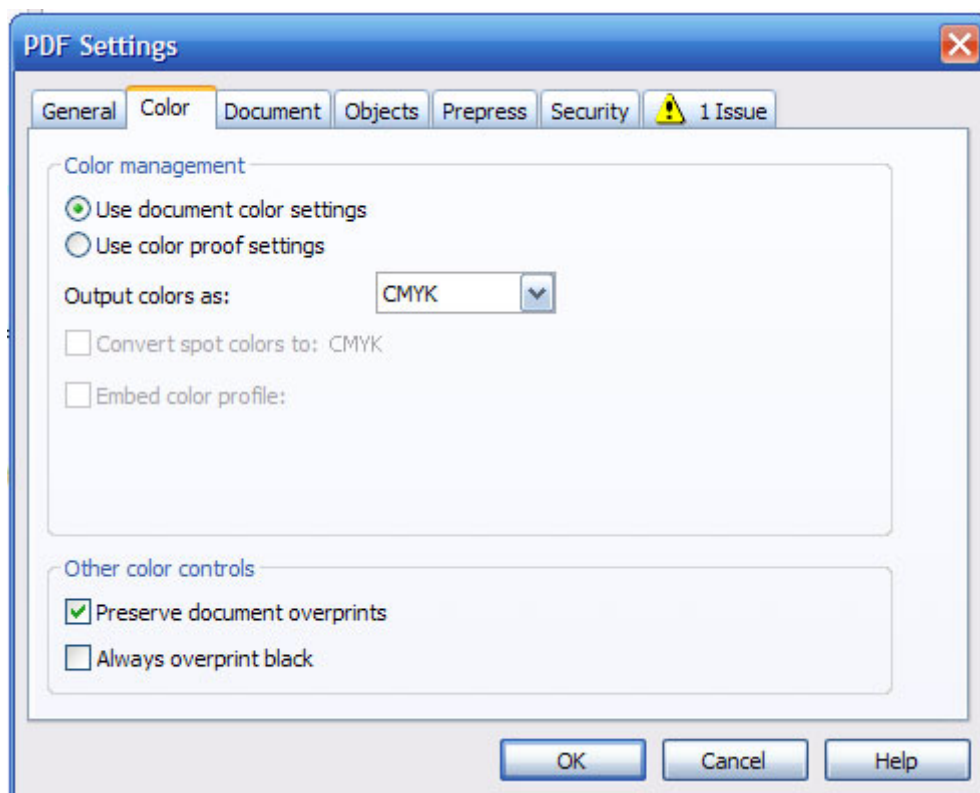 PDF Settings
General Color Document Objects Prepress Security 1 Issue
Color management
Use document color settings
Use color proof settings
Output colors as: CMYK
Convert spot colors to: CMYK
Embed color profile:
Other color controls
Preserve document overprints
Always overprint black
OK Cancel Help